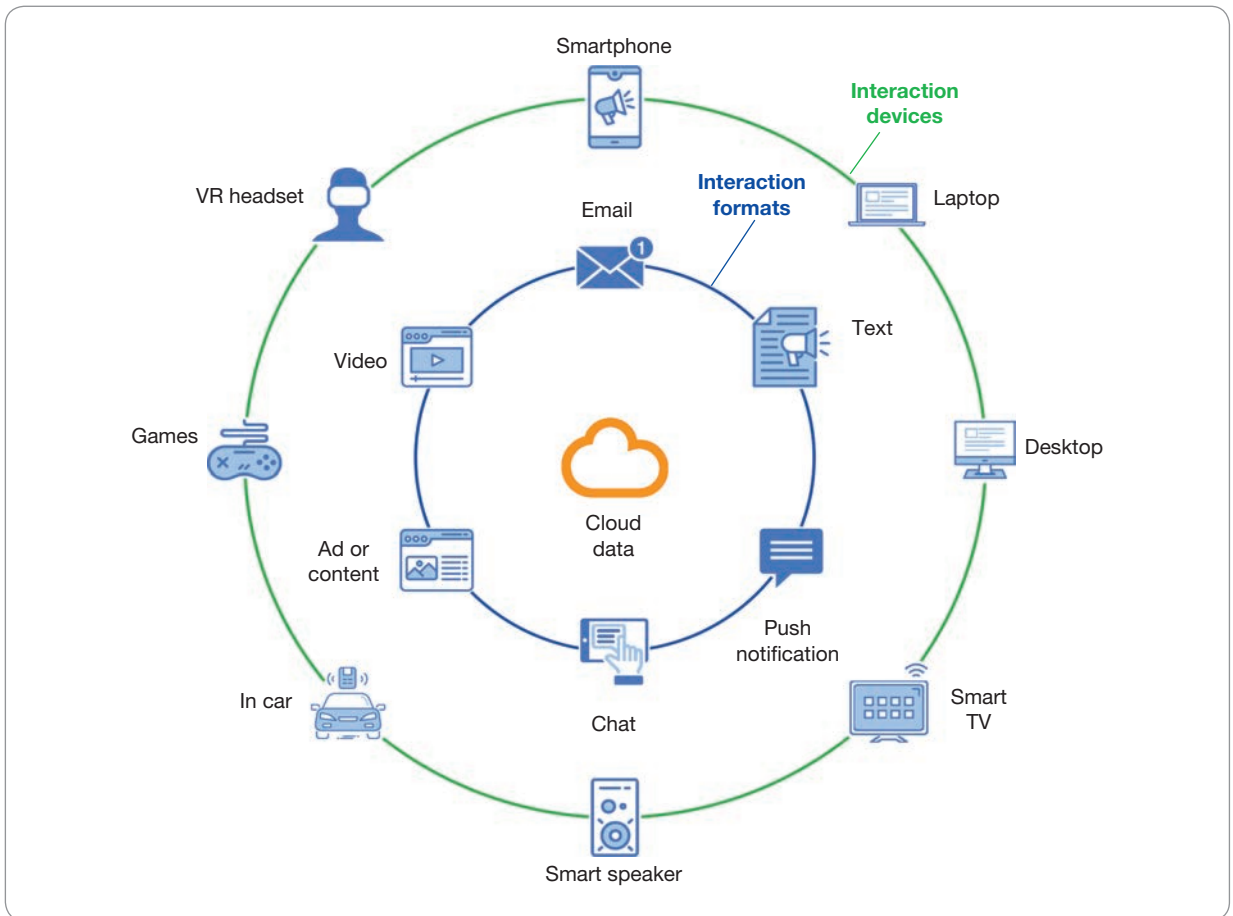 Smartphone
Interaction
devices
VR headset
Interaction
formats
Laptop
Email
1
Text
Video
Games
Desktop
Cloud
data
Ad or
content
Push
notification
In car
Smart
TV
Chat
Smart speaker